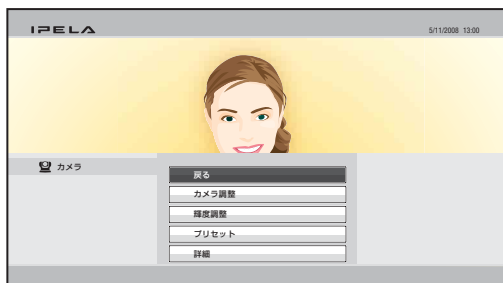 IPELA
5/11/2008 13:00
カメラ
戻る
カメラ調整
輝度調整
プリセット
詳細